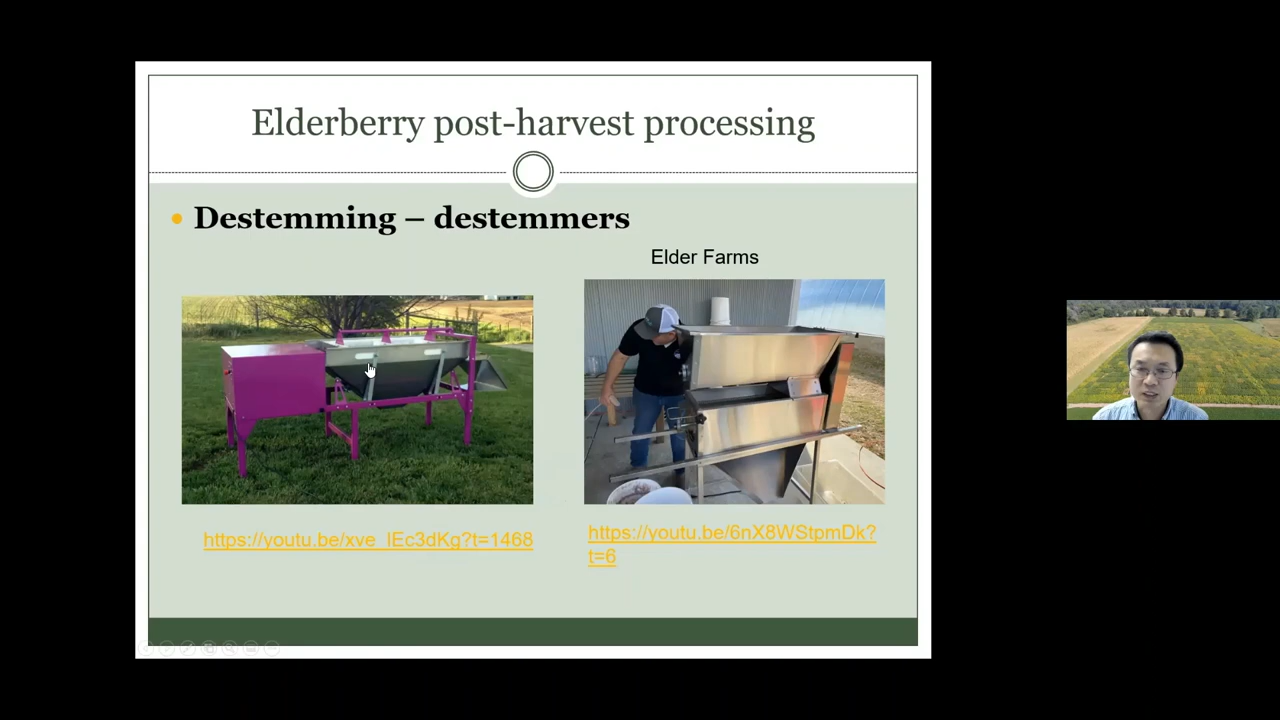 Elderberry post-harvest processing
Destemming – destemmers
Elder Farms
https://youtu.be/xve_lEc3dKg?t=1468
https://youtu.be/6nX8WStpmDk?
t=6